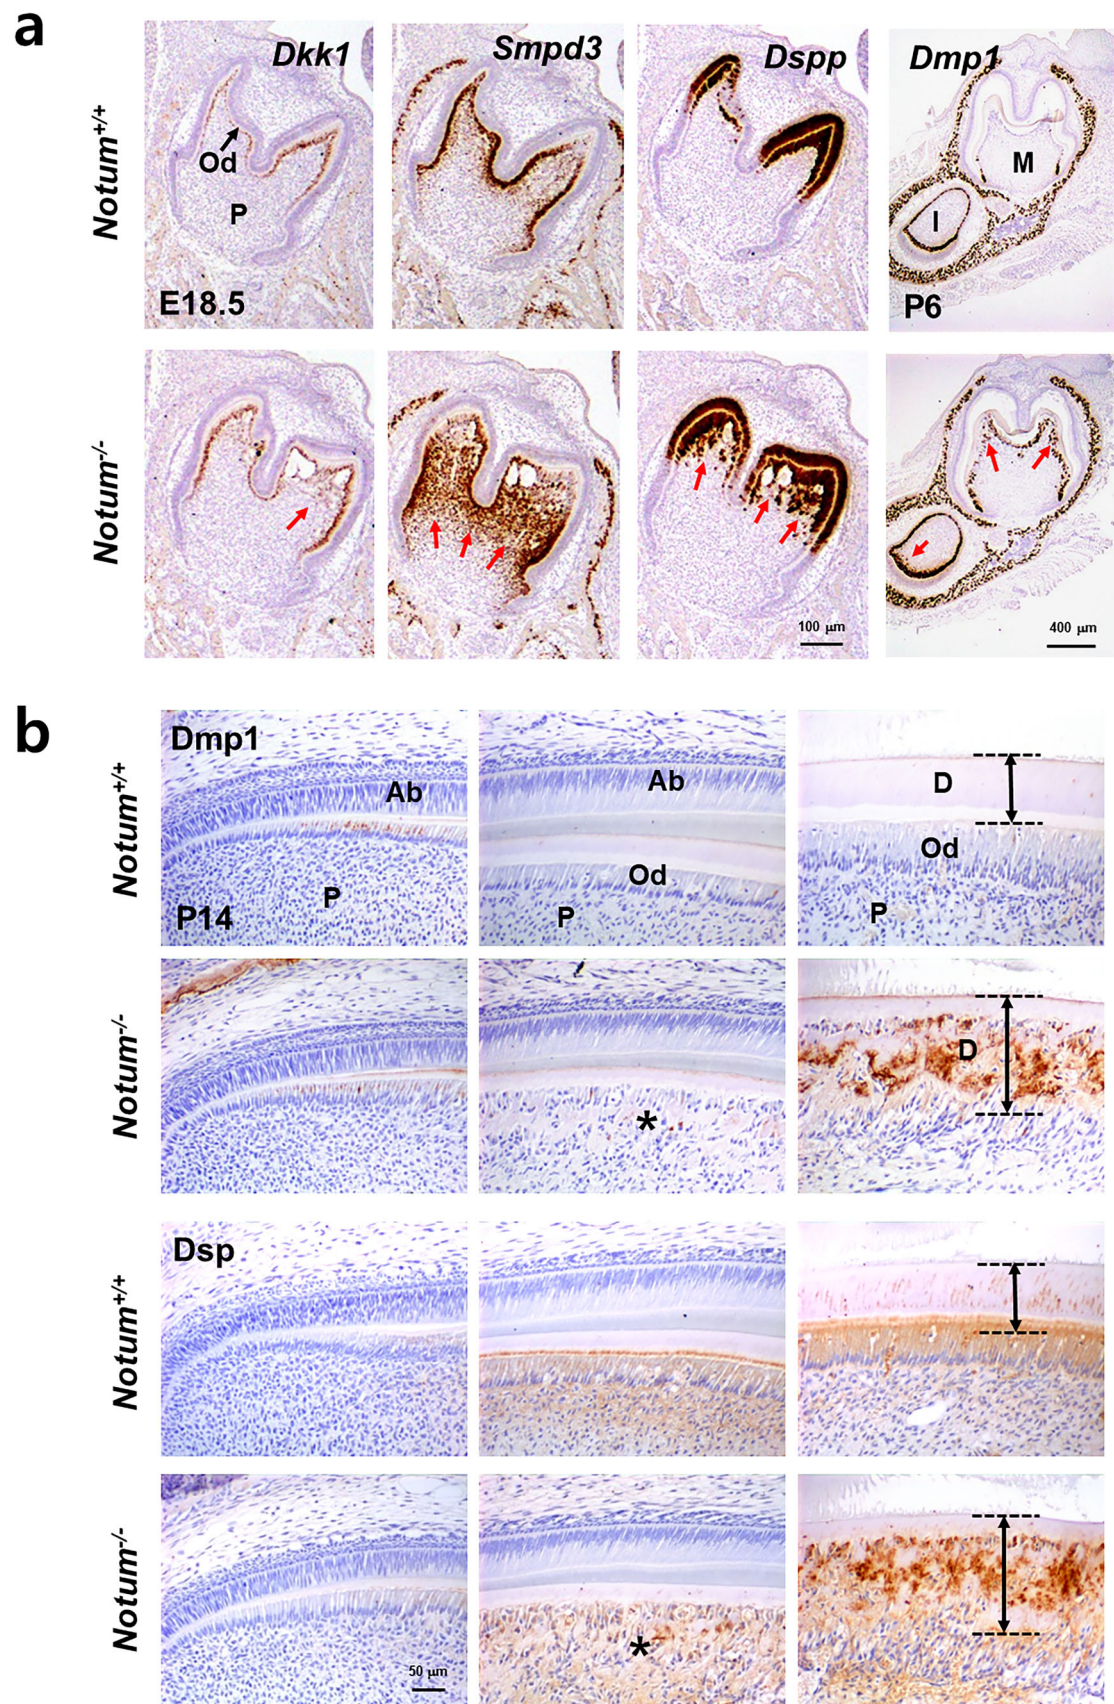 a
Dkk1
Smpd3
Dspp
Dmp1
Notum+/+
Od
P
E18.5
M
I
P6
Notum-/-
100 μm
400 μm
b
Dmp1
Notum+/+
Ab
Ab
D
Od
Od
P
P
P
P14
Notum-/-
*
D
Dsp
Notum+/+
Notum-/-
*
50 μm